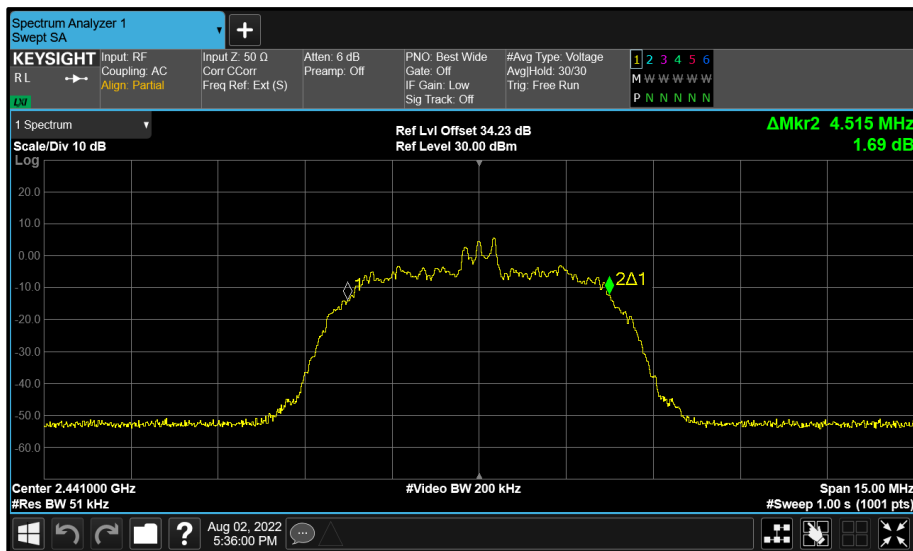 Spectrum Analyzer 1
Swept SA
KEYSIGHT
R L
LXI
Input: RF
Coupling: AC
Align: Partial
Input Z: 50 Ω
Corr CCorr
Freq Ref: Ext (S)
Atten: 6 dB
Preamp: Off
PNO: Best Wide
Gate: Off
IF Gain: Low
Sig Track: Off
#Avg Type: Voltage
Avg|Hold: 30/30
Trig: Free Run
1 2 3 4 5 6
M W W W W W
P N N N N N
1 Spectrum
Scale/Div 10 dB
Log
Ref Lvl Offset 34.23 dB
Ref Level 30.00 dBm
ΔMkr2 4.515 MHz
1.69 dB
20.0
10.0
0.00
-10.0
-20.0
-30.0
-40.0
-50.0
-60.0
1
2Δ1
Center 2.441000 GHz
#Res BW 51 kHz
#Video BW 200 kHz
Span 15.00 MHz
#Sweep 1.00 s (1001 pts)
?
Aug 02, 2022
5:36:00 PM